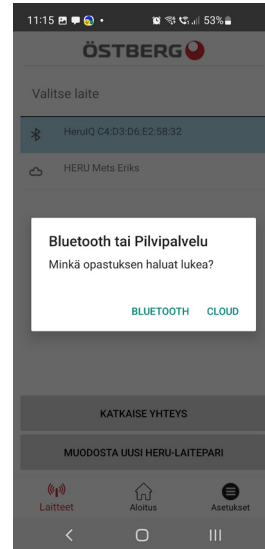 11:15
53%
ÖSTBERG
Valitse laite
HeruIQ C4:D3:D6:E2:58:32
HERU Mets Eriks
Bluetooth tai Pilvipalvelu
Minkä opastuksen haluat lukea?
BLUETOOTH CLOUD
KATKAISE YHTEYS
MUODOSTA UUSI HERU-LAITEPARI
Laitteet Aloitus Asetukset